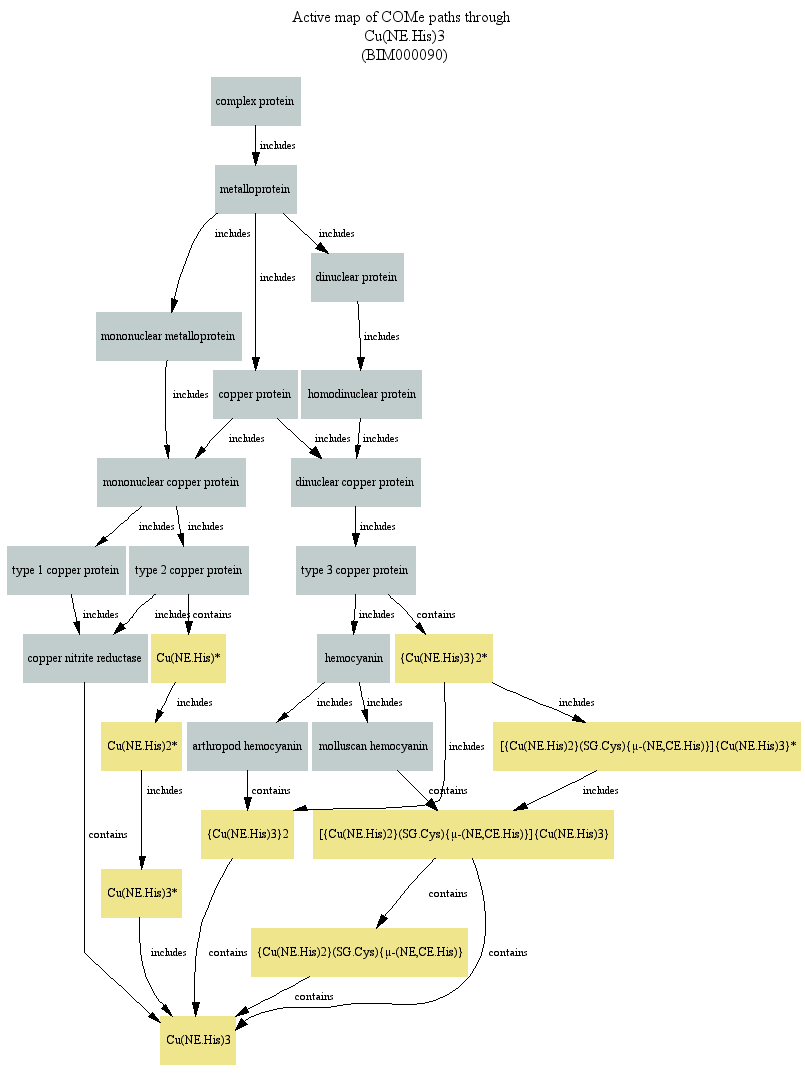 Active map of COMe paths through
Cu(NE.His)3
(BIM000090)
complex protein
includes
metalloprotein
includes
includes
includes
dinuclear protein
mononuclear metalloprotein
includes
includes
copper protein
homodinuclear protein
includes
includes
includes
mononuclear copper protein
dinuclear copper protein
includes
includes
includes
type 1 copper protein
type 2 copper protein
type 3 copper protein
includes
includes
contains
includes
contains
copper nitrite reductase
Cu(NE.His)*
hemocyanin
{Cu(NE.His)3}2*
includes
includes
includes
includes
Cu(NE.His)2*
arthropod hemocyanin
molluscan hemocyanin
includes
[{Cu(NE.His)2}(SG.Cys){μ-(NE,CE.His)}]{Cu(NE.His)3}*
includes
contains
contains
includes
contains
{Cu(NE.His)3}2
[{Cu(NE.His)2}(SG.Cys){μ-(NE,CE.His)}]{Cu(NE.His)3}
Cu(NE.His)3*
contains
includes
contains
{Cu(NE.His)2}(SG.Cys){μ-(NE,CE.His)}
contains
contains
Cu(NE.His)3